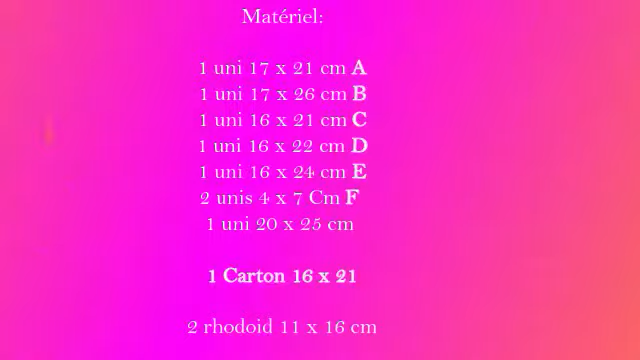 Matériel:
1 uni 17 x 21 cm A
1 uni 17 x 26 cm B
1 uni 16 x 21 cm C
1 uni 16 x 22 cm D
1 uni 16 x 24 cm E
2 unis 4 x 7 Cm F
1 uni 20 x 25 cm
1 Carton 16 x 21
2 rhodoid 11 x 16 cm